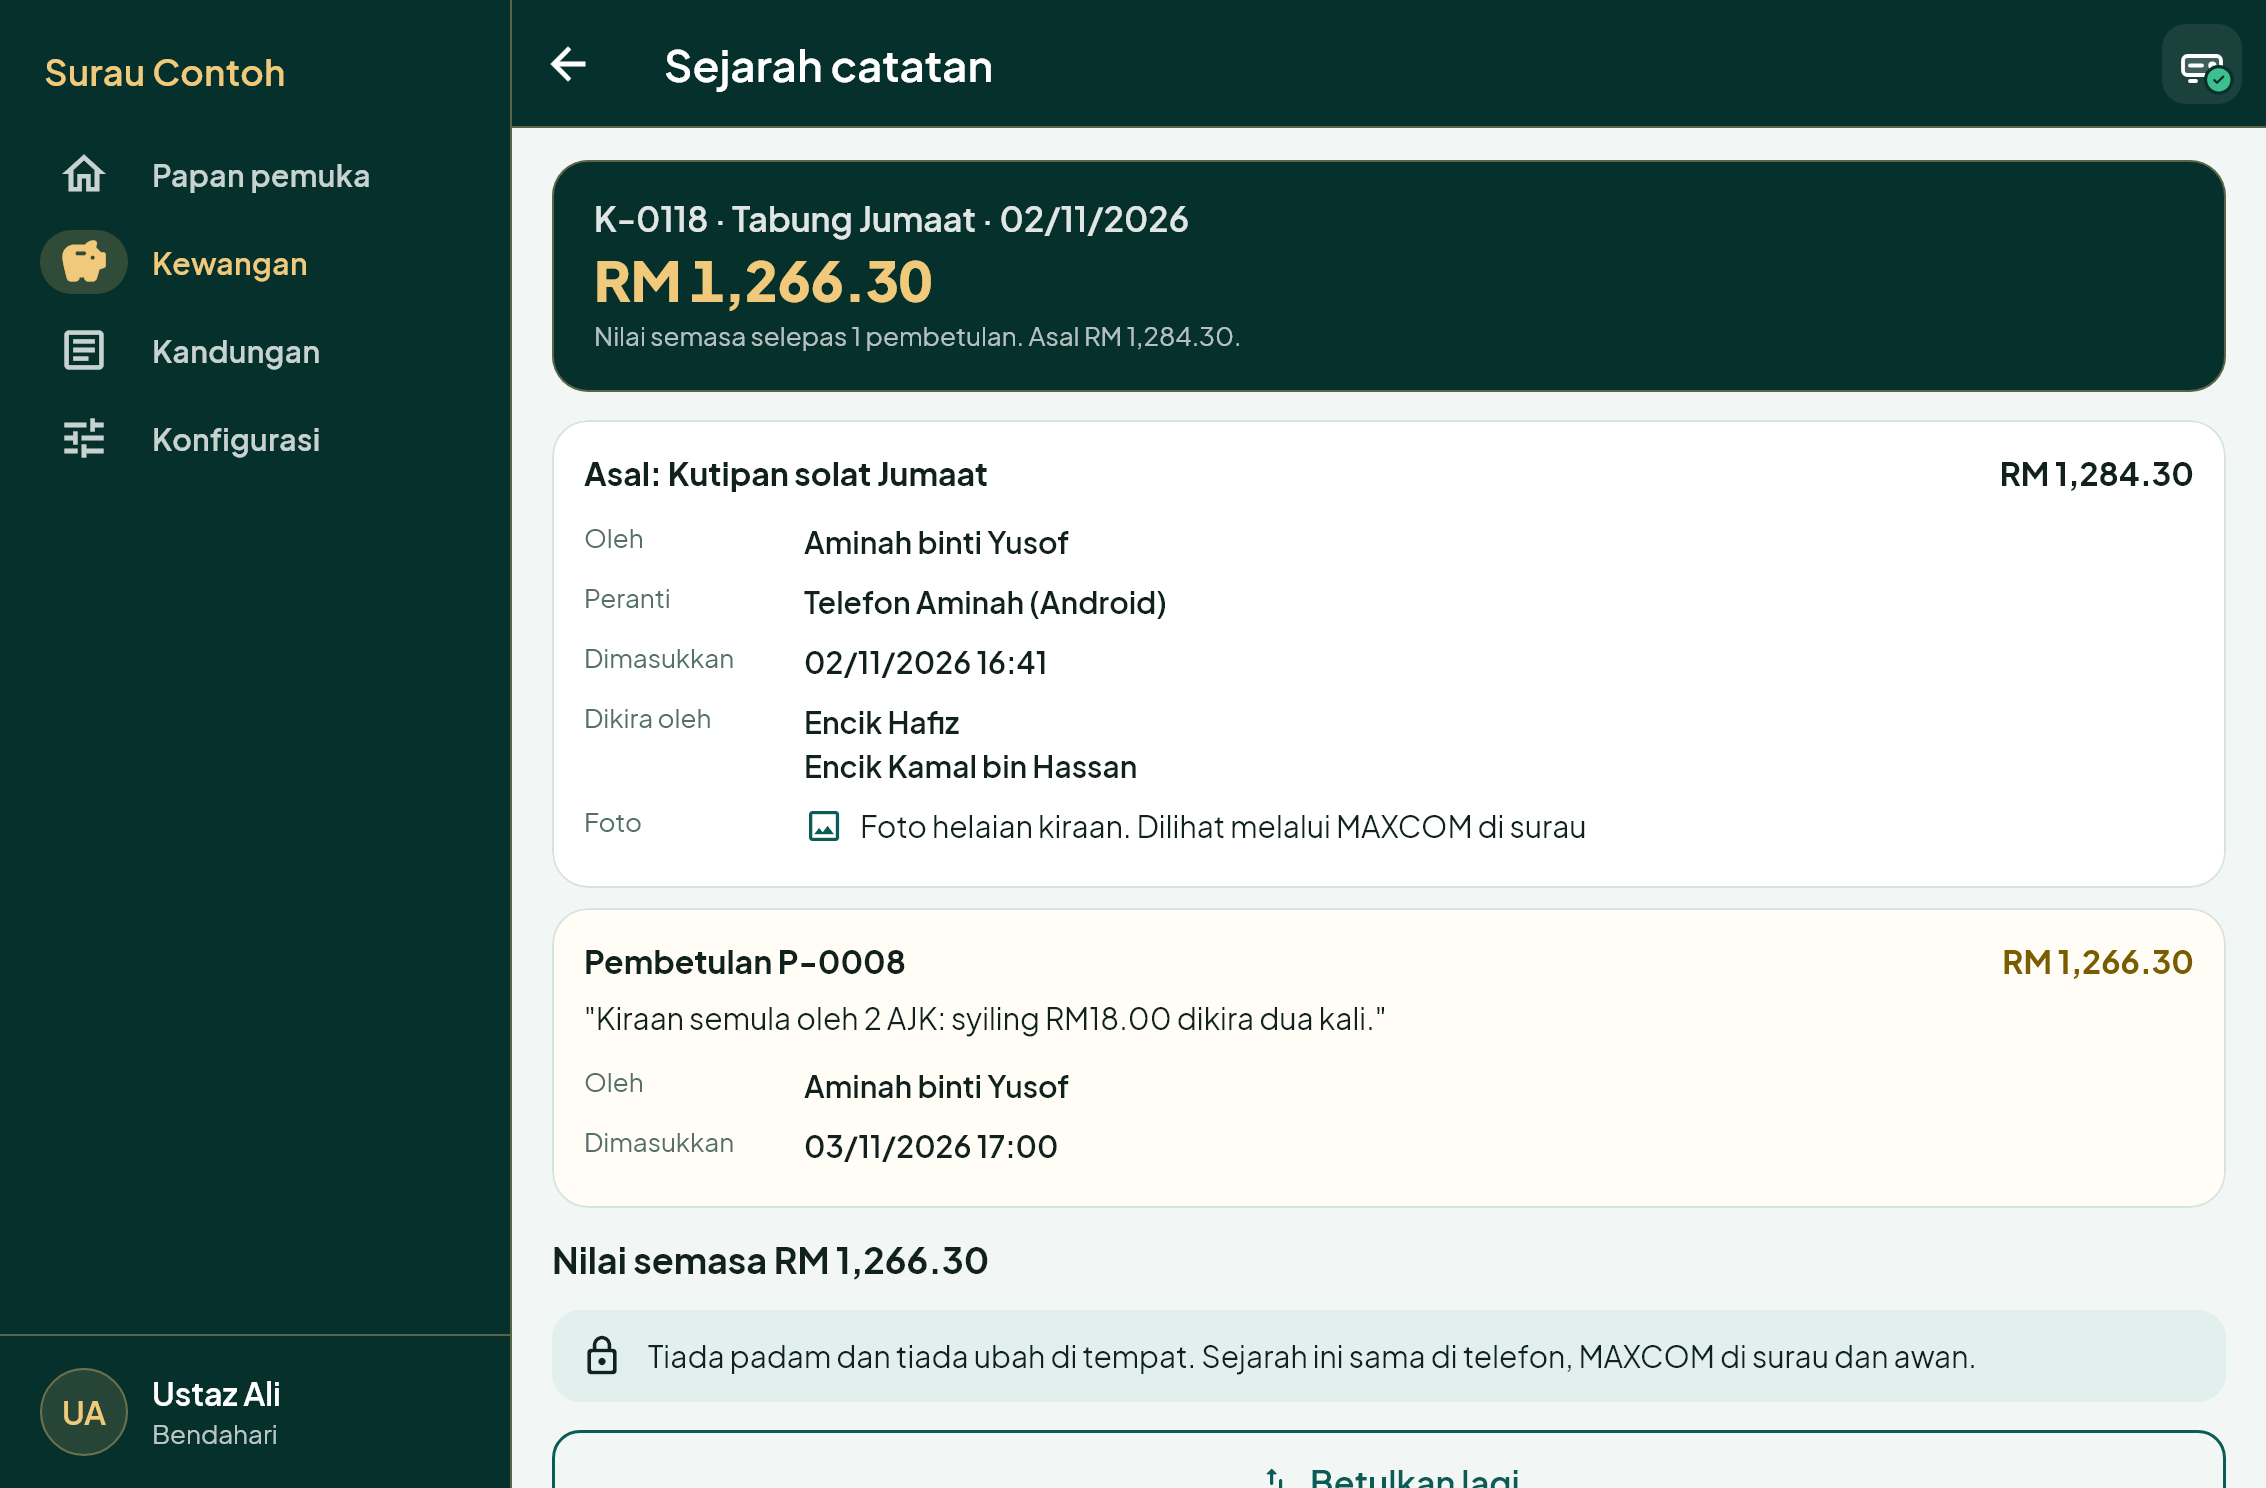 Surau Contoh
Papan pemuka
Kewangan
Kandungan
Konfigurasi
UA
Ustaz Ali
Bendahari
Sejarah catatan
K-0118 · Tabung Jumaat · 02/11/2026
RM 1,266.30
Nilai semasa selepas 1 pembetulan. Asal RM 1,284.30.
Asal: Kutipan solat Jumaat RM 1,284.30
Oleh Aminah binti Yusof
Peranti Telefon Aminah (Android)
Dimasukkan 02/11/2026 16:41
Dikira oleh Encik Hafiz
Encik Kamal bin Hassan
Foto Foto helaian kiraan. Dilihat melalui MAXCOM di surau
Pembetulan P-0008 RM 1,266.30
"Kiraan semula oleh 2 AJK: syiling RM18.00 dikira dua kali."
Oleh Aminah binti Yusof
Dimasukkan 03/11/2026 17:00
Nilai semasa RM 1,266.30
Tiada padam dan tiada ubah di tempat. Sejarah ini sama di telefon, MAXCOM di surau dan awan.
Betulkan lagi